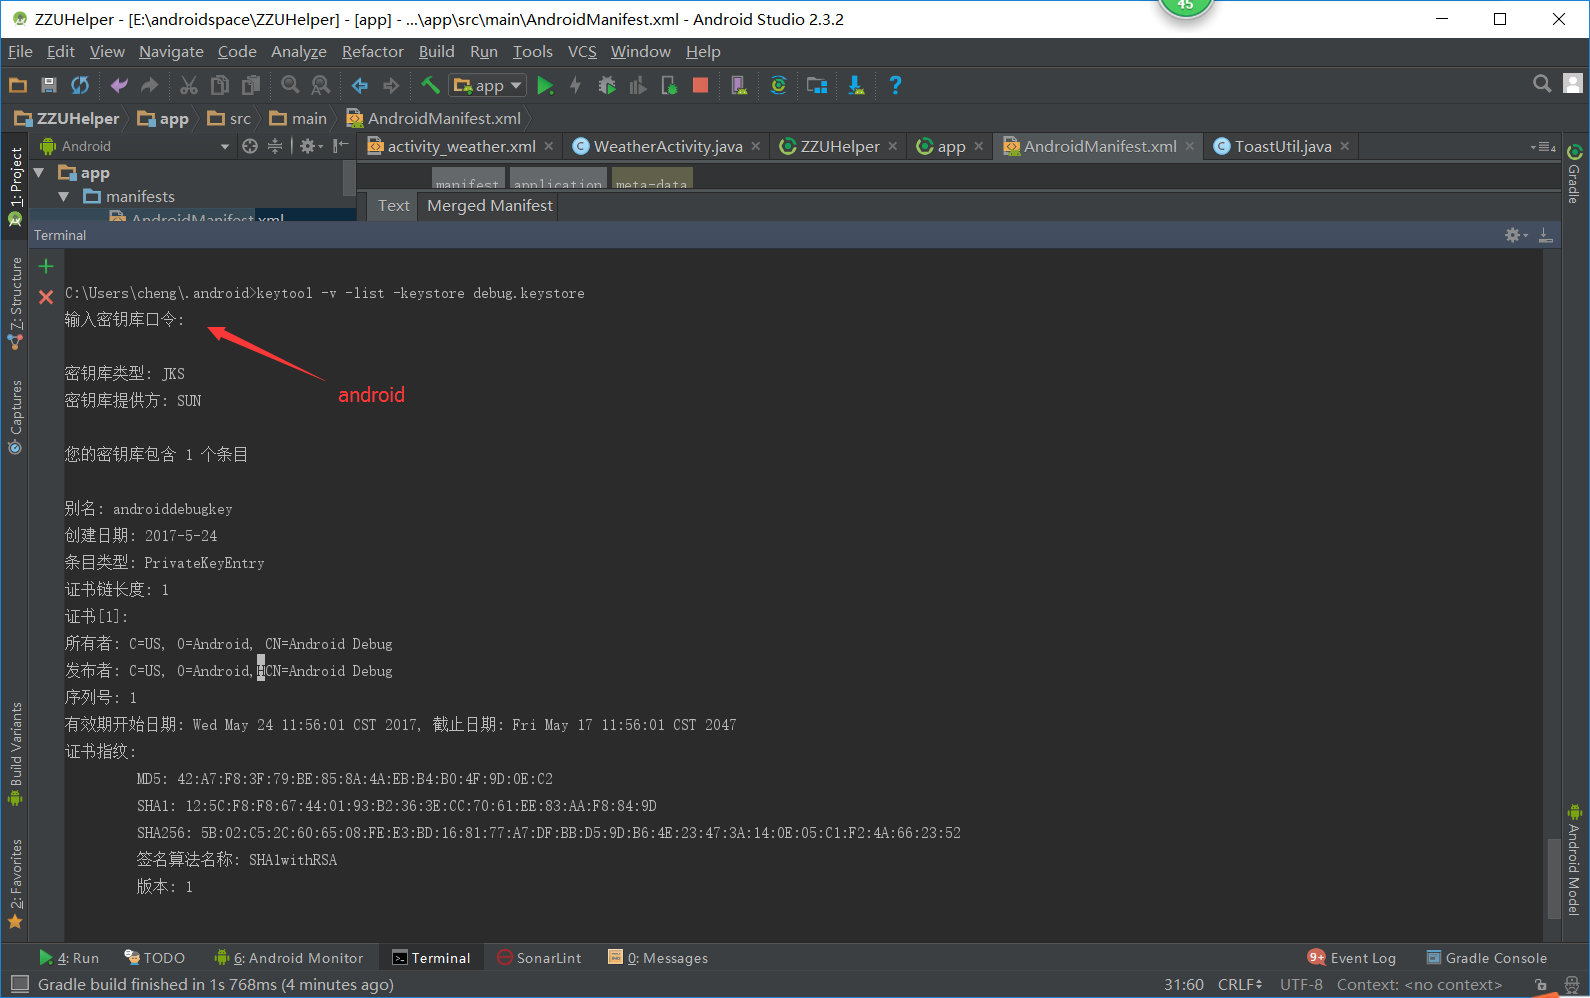 ZZUHelper - [E:\androidspace\ZZUHelper] - [app] - ...\app\src\main\AndroidManifest.xml - Android Studio 2.3.2
45
File Edit View Navigate Code Analyze Refactor Build Run Tools VCS Window Help
app
ZZUHelper app src main AndroidManifest.xml
Android
activity_weather.xml WeatherActivity.java ZZUHelper app AndroidManifest.xml ToastUtil.java
4
app
manifests
AndroidManifest.xml
manifest application meta-data
Text Merged Manifest
Terminal
1: Project
7: Structure
Captures
Build Variants
2: Favorites
Gradle
Android Model
C:\Users\cheng\.android>keytool -v -list -keystore debug.keystore
输入密钥库口令:
android
密钥库类型: JKS
密钥库提供方: SUN
您的密钥库包含 1 个条目
别名: androiddebugkey
创建日期: 2017-5-24
条目类型: PrivateKeyEntry
证书链长度: 1
证书[1]:
所有者: C=US, O=Android, CN=Android Debug
发布者: C=US, O=Android,HCN=Android Debug
序列号: 1
有效期开始日期: Wed May 24 11:56:01 CST 2017, 截止日期: Fri May 17 11:56:01 CST 2047
证书指纹:
MD5: 42:A7:F8:3F:79:BE:85:8A:4A:EB:B4:B0:4F:9D:0E:C2
SHA1: 12:5C:F8:F8:67:44:01:93:B2:36:3E:CC:70:61:EE:83:AA:F8:84:9D
SHA256: 5B:02:C5:2C:60:65:08:FE:E3:BD:16:81:77:A7:DF:BB:D5:9D:B6:4E:23:47:3A:14:0E:05:C1:F2:4A:66:23:52
签名算法名称: SHA1withRSA
版本: 1
4: Run TODO 6: Android Monitor Terminal SonarLint 0: Messages 9+ Event Log Gradle Console
Gradle build finished in 1s 768ms (4 minutes ago) 31:60 CRLF UTF-8 Context: <no context>